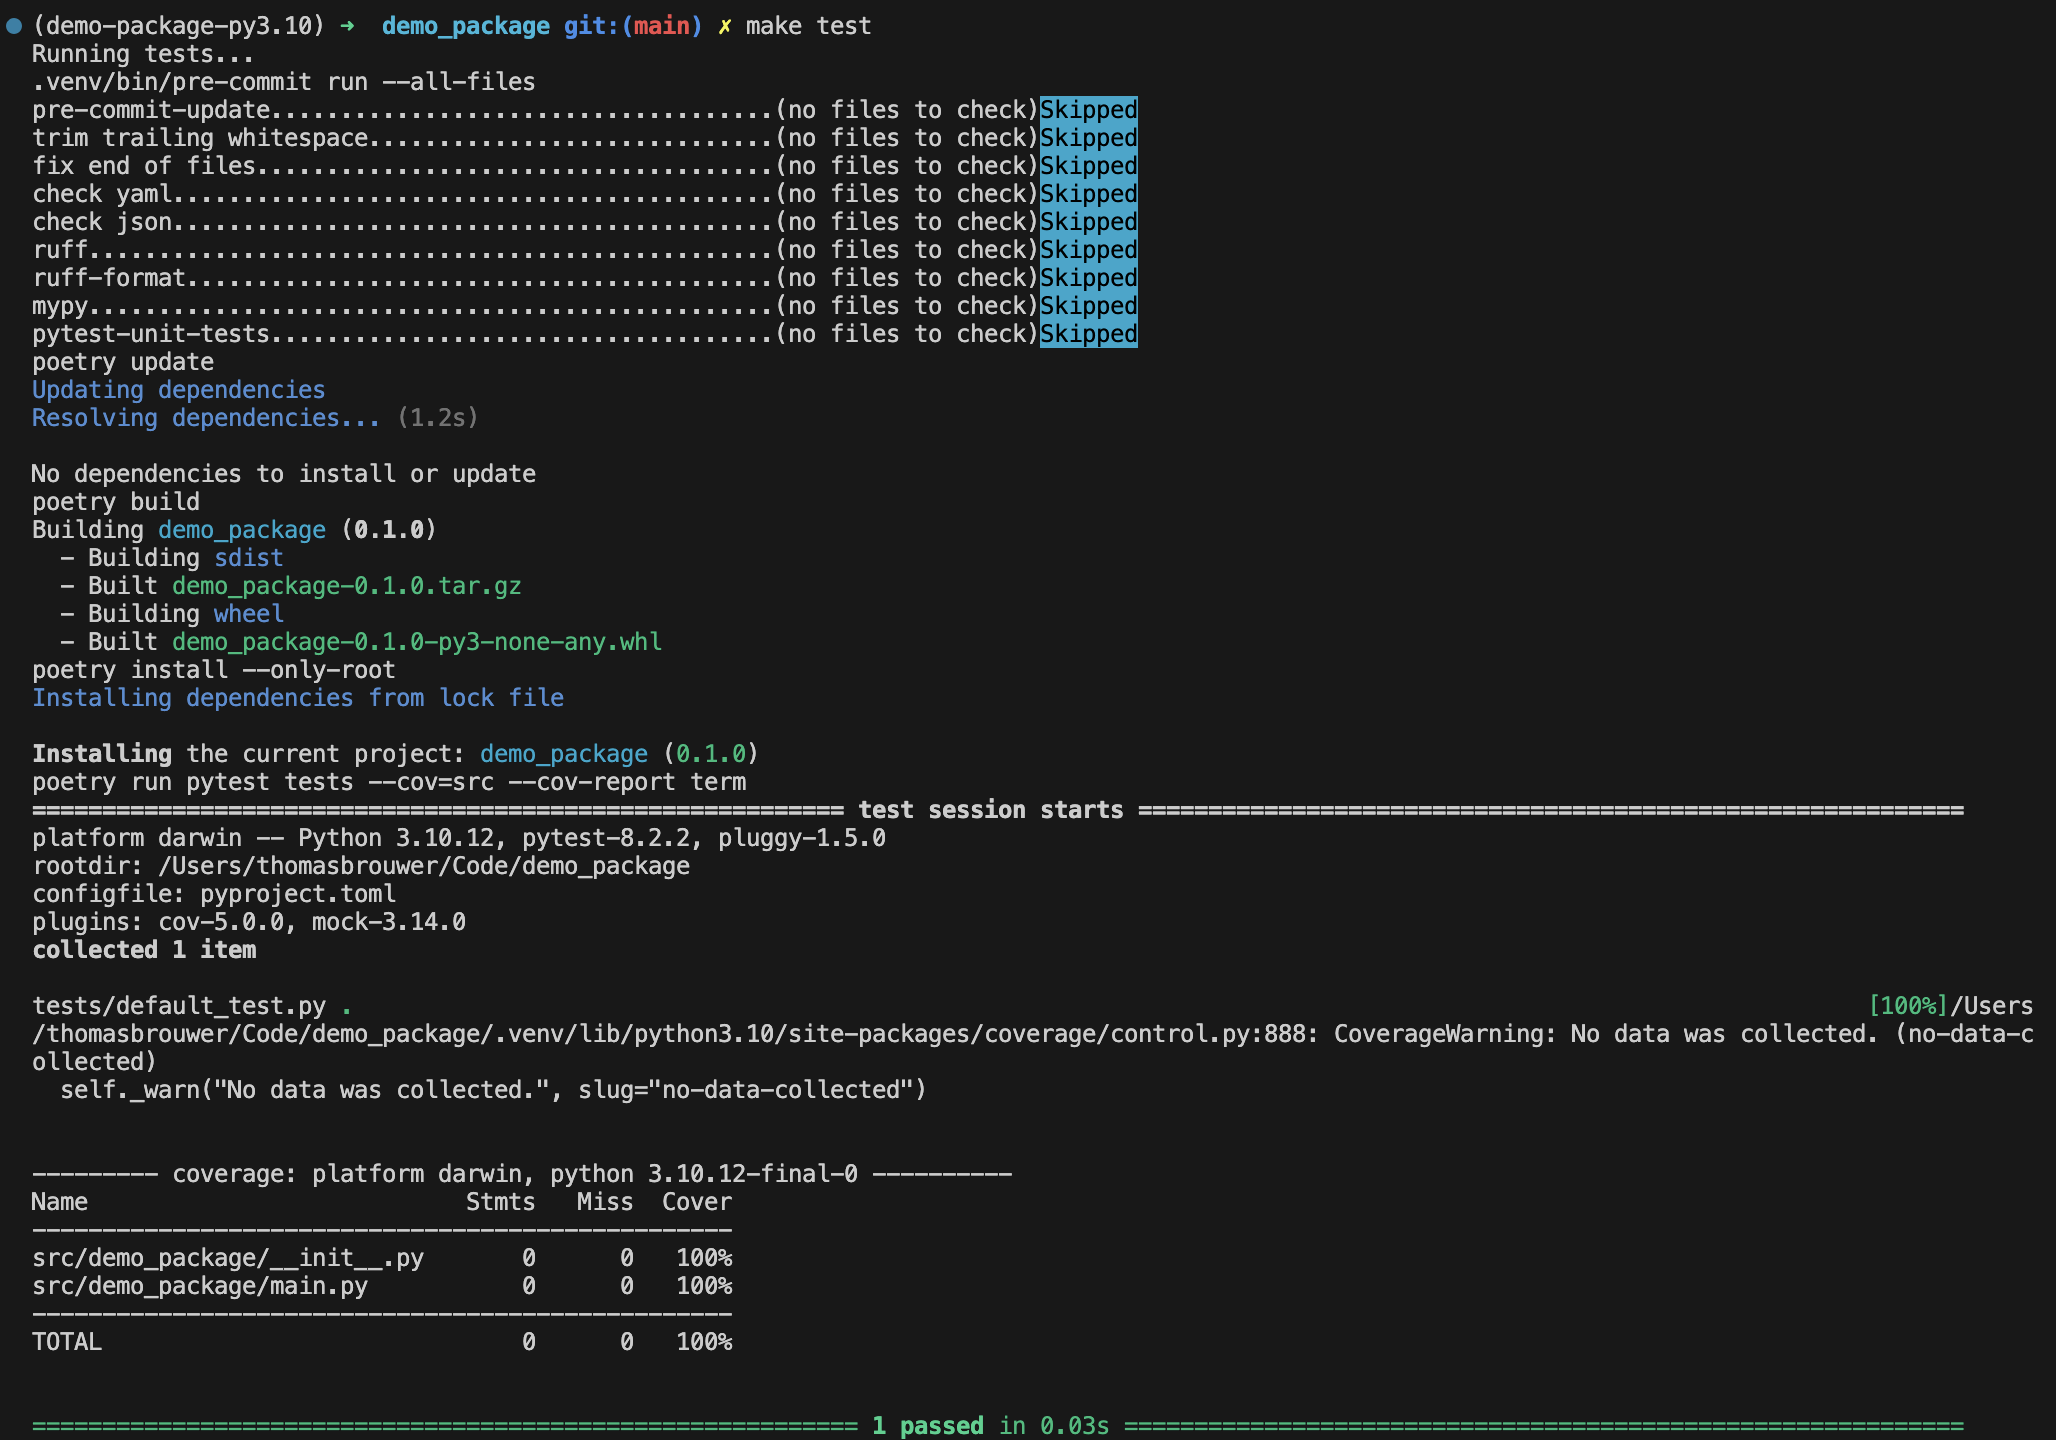 (demo-package-py3.10) ➜  demo_package git:(main) ✗ make test
Running tests...
.venv/bin/pre-commit run --all-files
pre-commit-update....................................(no files to check)Skipped
trim trailing whitespace.............................(no files to check)Skipped
fix end of files.....................................(no files to check)Skipped
check yaml...........................................(no files to check)Skipped
check json...........................................(no files to check)Skipped
ruff.................................................(no files to check)Skipped
ruff-format..........................................(no files to check)Skipped
mypy.................................................(no files to check)Skipped
pytest-unit-tests....................................(no files to check)Skipped
poetry update
Updating dependencies
Resolving dependencies... (1.2s)
No dependencies to install or update
poetry build
Building demo_package (0.1.0)
  - Building sdist
  - Built demo_package-0.1.0.tar.gz
  - Building wheel
  - Built demo_package-0.1.0-py3-none-any.whl
poetry install --only-root
Installing dependencies from lock file
Installing the current project: demo_package (0.1.0)
poetry run pytest tests --cov=src --cov-report term
========================================================== test session starts ===========================================================
platform darwin -- Python 3.10.12, pytest-8.2.2, pluggy-1.5.0
rootdir: /Users/thomasbrouwer/Code/demo_package
configfile: pyproject.toml
plugins: cov-5.0.0, mock-3.14.0
collected 1 item
tests/default_test.py .                                                                                                            [100%]/Users
/thomasbrouwer/Code/demo_package/.venv/lib/python3.10/site-packages/coverage/control.py:888: CoverageWarning: No data was collected. (no-data-c
ollected)
  self._warn("No data was collected.", slug="no-data-collected")
--------- coverage: platform darwin, python 3.10.12-final-0 ----------
Name                           Stmts   Miss  Cover
--------------------------------------------------
src/demo_package/__init__.py       0      0   100%
src/demo_package/main.py           0      0   100%
--------------------------------------------------
TOTAL                              0      0   100%
=========================================================== 1 passed in 0.03s ============================================================